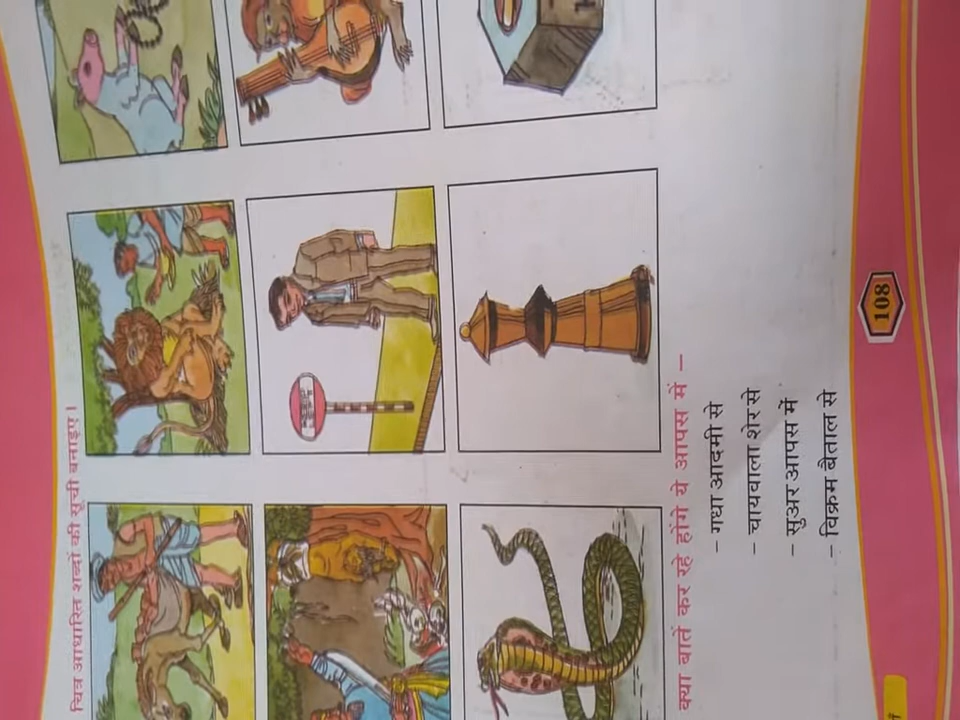 चित्र आधारित शब्दों की सूची बनाइए।
क्या बातें कर रहे होंगे ये आपस में –
– गधा आदमी से
– चायवाला शेर से
– सुअर आपस में
– विक्रम बैताल से
108